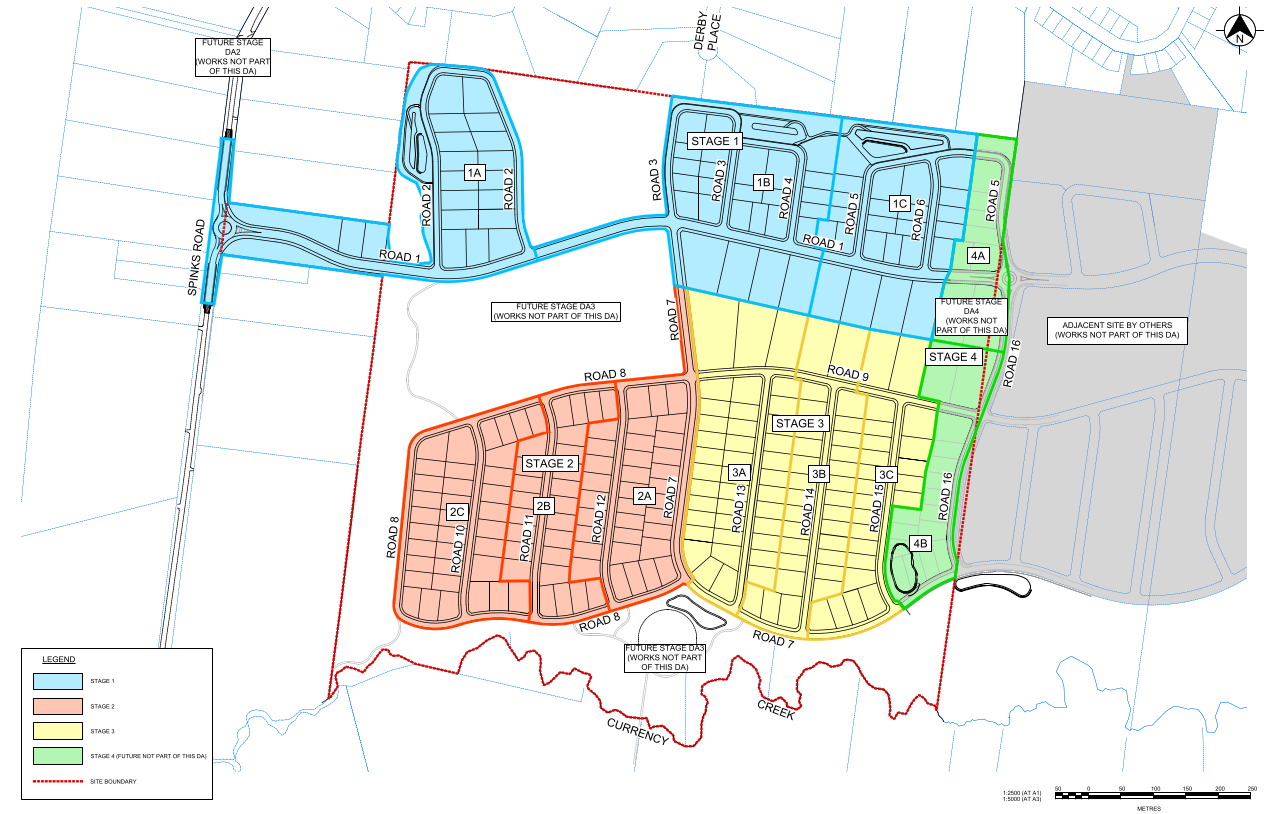 DERBY
PLACE
N
FUTURE STAGE
DA2
(WORKS NOT PART
OF THIS DA)
STAGE 1
1A
ROAD 2
ROAD 2
ROAD 3
ROAD 3
1B
ROAD 4
ROAD 5
1C
ROAD 6
ROAD 5
SPINKS ROAD
ROAD 1
ROAD 1
4A
FUTURE STAGE DA3
(WORKS NOT PART OF THIS DA)
ROAD 7
FUTURE STAGE
DA4
(WORKS NOT
PART OF THIS DA)
ADJACENT SITE BY OTHERS
(WORKS NOT PART OF THIS DA)
STAGE 4
ROAD 16
ROAD 8
ROAD 9
STAGE 3
STAGE 2
3A
3B
3C
2A
2B
2C
ROAD 7
ROAD 13
ROAD 14
ROAD 15
ROAD 16
ROAD 8
ROAD 10
ROAD 11
ROAD 12
4B
ROAD 8
ROAD 7
FUTURE STAGE DA3
(WORKS NOT PART
OF THIS DA)
CURRENCY
CREEK
LEGEND
STAGE 1
STAGE 2
STAGE 3
STAGE 4 (FUTURE NOT PART OF THIS DA)
SITE BOUNDARY
1:2500 (AT A1)
1:5000 (AT A3)
50 0 50 100 150 200 250
METRES